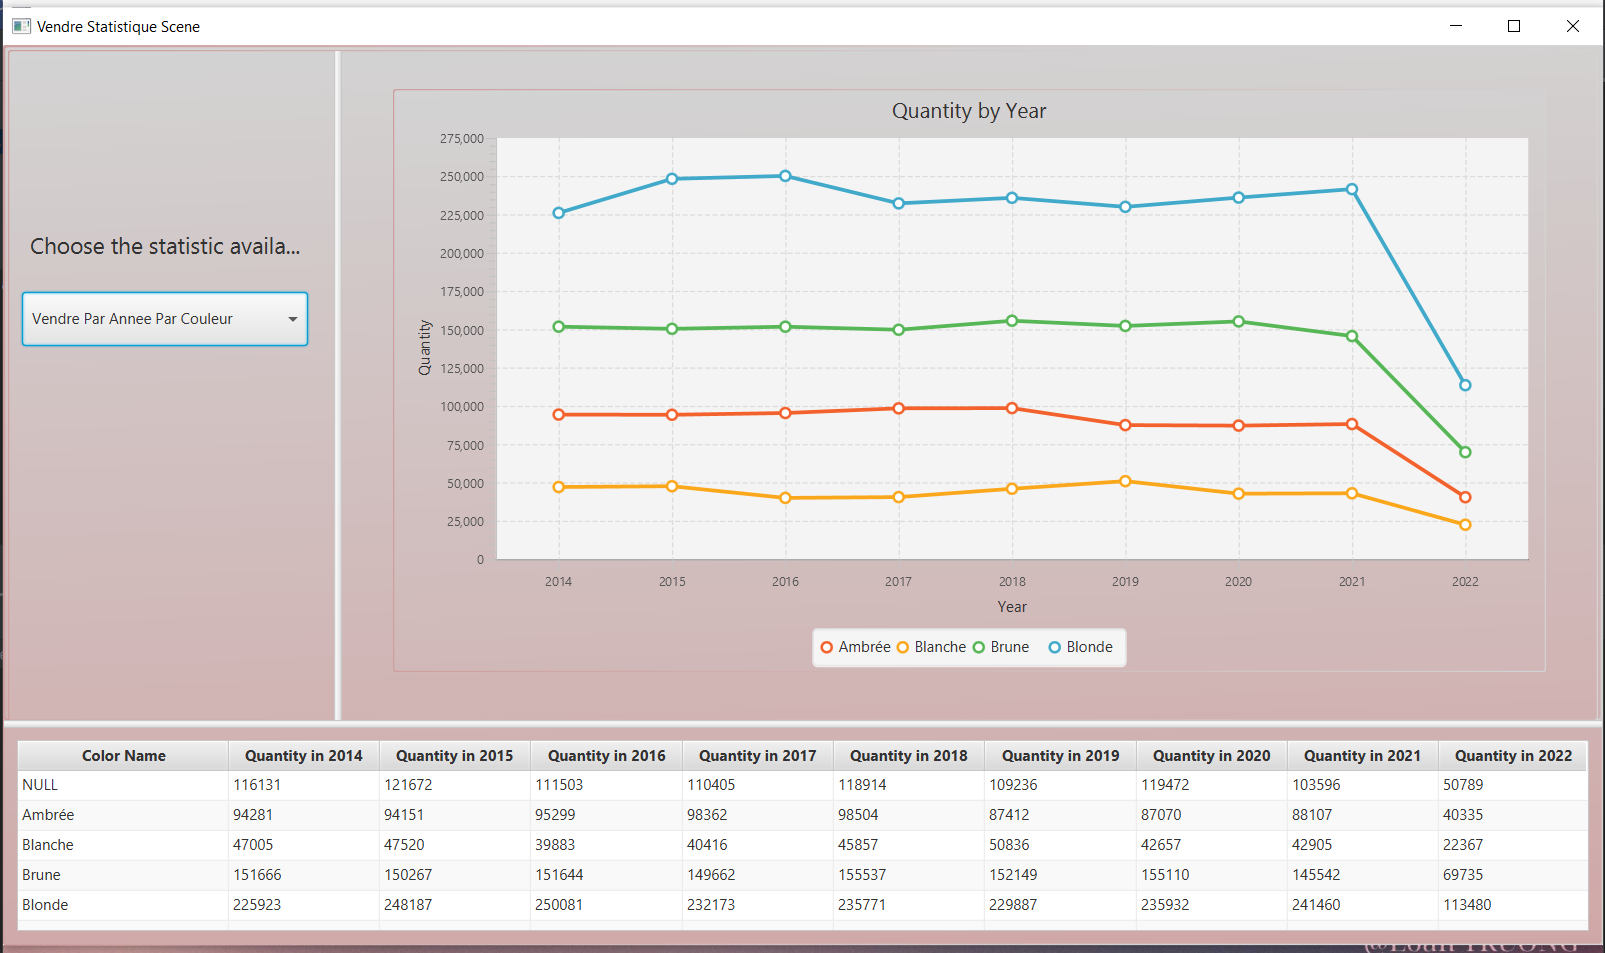 Vendre Statistique Scene
Choose the statistic availa...
Vendre Par Annee Par Couleur
Quantity by Year
Quantity
275,000
250,000
225,000
200,000
175,000
150,000
125,000
100,000
75,000
50,000
25,000
0
2014 2015 2016 2017 2018 2019 2020 2021 2022
Year
Ambrée Blanche Brune Blonde
Color Name Quantity in 2014 Quantity in 2015 Quantity in 2016 Quantity in 2017 Quantity in 2018 Quantity in 2019 Quantity in 2020 Quantity in 2021 Quantity in 2022
NULL 116131 121672 111503 110405 118914 109236 119472 103596 50789
Ambrée 94281 94151 95299 98362 98504 87412 87070 88107 40335
Blanche 47005 47520 39883 40416 45857 50836 42657 42905 22367
Brune 151666 150267 151644 149662 155537 152149 155110 145542 69735
Blonde 225923 248187 250081 232173 235771 229887 235932 241460 113480